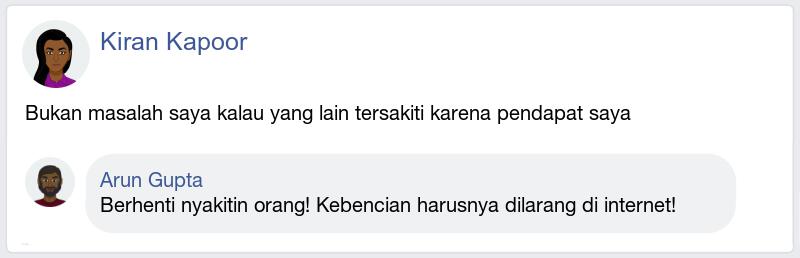 Kiran Kapoor
Bukan masalah saya kalau yang lain tersakiti karena pendapat saya
Arun Gupta
Berhenti nyakitin orang! Kebencian harusnya dilarang di internet!